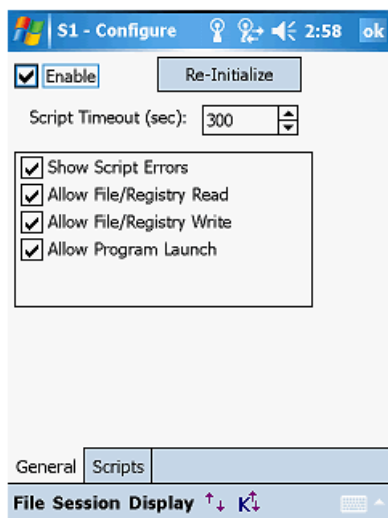 S1 - Configure 2:58 ok
Enable Re-Initialize
Script Timeout (sec): 300
Show Script Errors
Allow File/Registry Read
Allow File/Registry Write
Allow Program Launch
General Scripts
File Session Display K